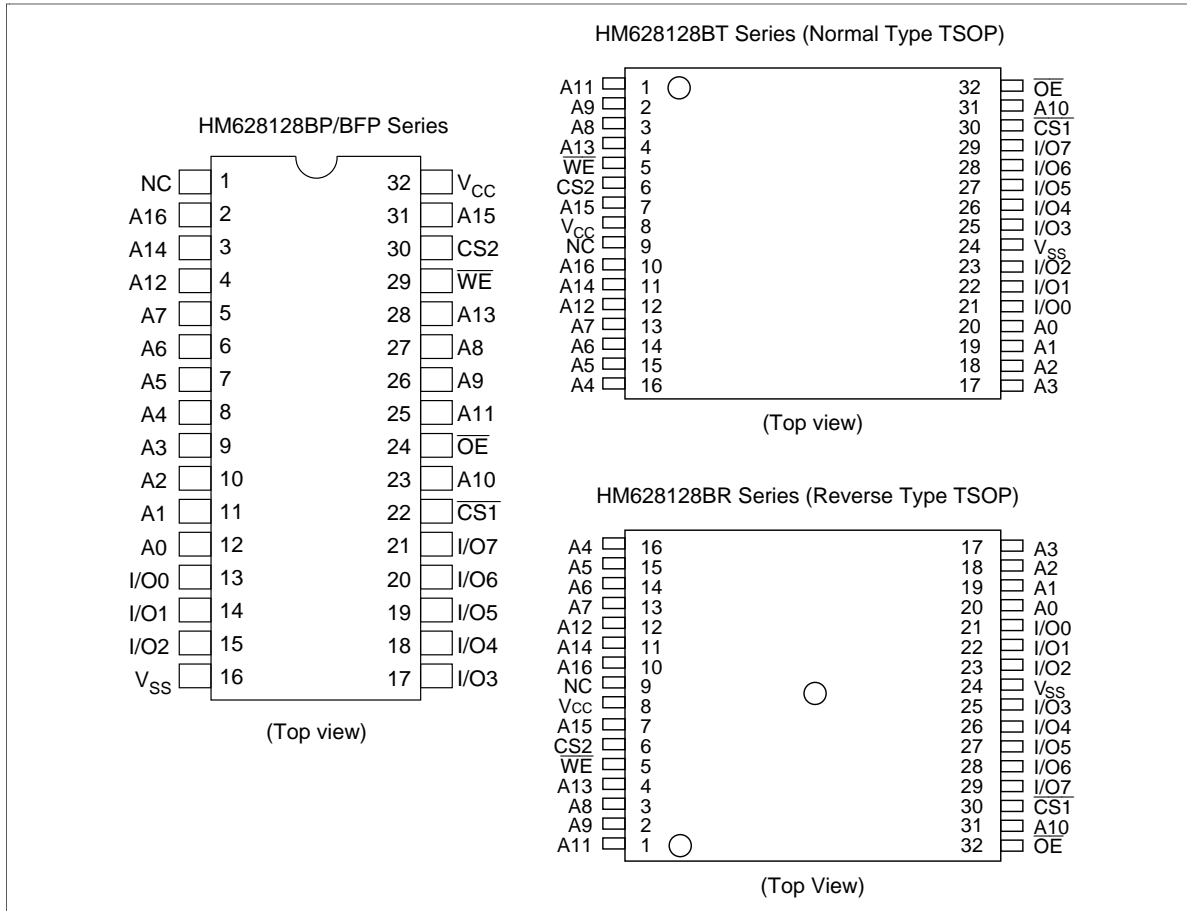 HM628128BP/BFP Series
NC 1 32 VCC
A16 2 31 A15
A14 3 30 CS2
A12 4 29 WE
A7 5 28 A13
A6 6 27 A8
A5 7 26 A9
A4 8 25 A11
A3 9 24 OE
A2 10 23 A10
A1 11 22 CS1
A0 12 21 I/O7
I/O0 13 20 I/O6
I/O1 14 19 I/O5
I/O2 15 18 I/O4
VSS 16 17 I/O3
(Top view)
HM628128BT Series (Normal Type TSOP)
A11 1 32 OE
A9 2 31 A10
A8 3 30 CS1
A13 4 29 I/O7
WE 5 28 I/O6
CS2 6 27 I/O5
A15 7 26 I/O4
VCC 8 25 I/O3
NC 9 24 VSS
A16 10 23 I/O2
A14 11 22 I/O1
A12 12 21 I/O0
A7 13 20 A0
A6 14 19 A1
A5 15 18 A2
A4 16 17 A3
(Top view)
HM628128BR Series (Reverse Type TSOP)
A4 16 17 A3
A5 15 18 A2
A6 14 19 A1
A7 13 20 A0
A12 12 21 I/O0
A14 11 22 I/O1
A16 10 23 I/O2
NC 9 24 VSS
VCC 8 25 I/O3
A15 7 26 I/O4
CS2 6 27 I/O5
WE 5 28 I/O6
A13 4 29 I/O7
A8 3 30 CS1
A9 2 31 A10
A11 1 32 OE
(Top View)